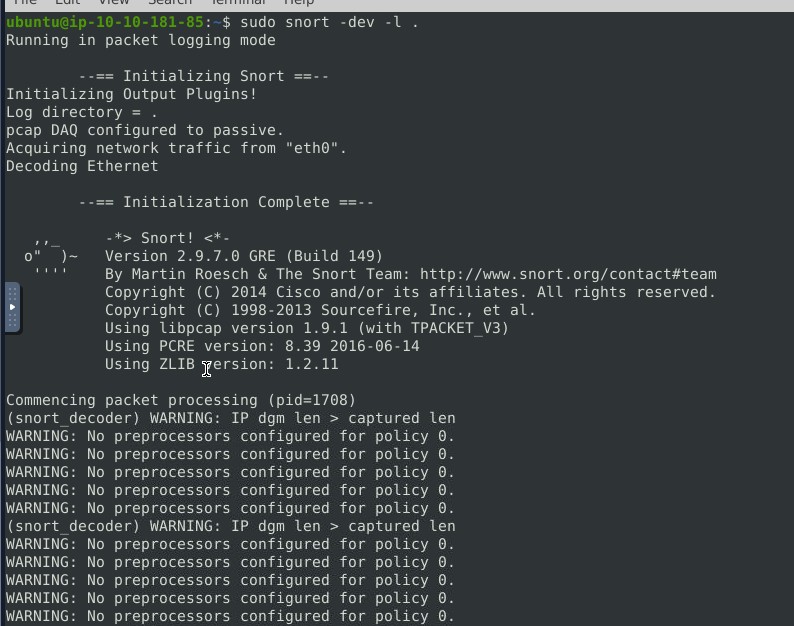 File Edit View Search Terminal Help
ubuntu@ip-10-10-181-85:~$ sudo snort -dev -l .
Running in packet logging mode
--== Initializing Snort ==--
Initializing Output Plugins!
Log directory = .
pcap DAQ configured to passive.
Acquiring network traffic from "eth0".
Decoding Ethernet
--== Initialization Complete ==--
,,_     -*> Snort! <*-
o"  )~   Version 2.9.7.0 GRE (Build 149)
''''    By Martin Roesch & The Snort Team: http://www.snort.org/contact#team
Copyright (C) 2014 Cisco and/or its affiliates. All rights reserved.
Copyright (C) 1998-2013 Sourcefire, Inc., et al.
Using libpcap version 1.9.1 (with TPACKET_V3)
Using PCRE version: 8.39 2016-06-14
Using ZLIB version: 1.2.11
Commencing packet processing (pid=1708)
(snort_decoder) WARNING: IP dgm len > captured len
WARNING: No preprocessors configured for policy 0.
WARNING: No preprocessors configured for policy 0.
WARNING: No preprocessors configured for policy 0.
WARNING: No preprocessors configured for policy 0.
WARNING: No preprocessors configured for policy 0.
(snort_decoder) WARNING: IP dgm len > captured len
WARNING: No preprocessors configured for policy 0.
WARNING: No preprocessors configured for policy 0.
WARNING: No preprocessors configured for policy 0.
WARNING: No preprocessors configured for policy 0.
WARNING: No preprocessors configured for policy 0.